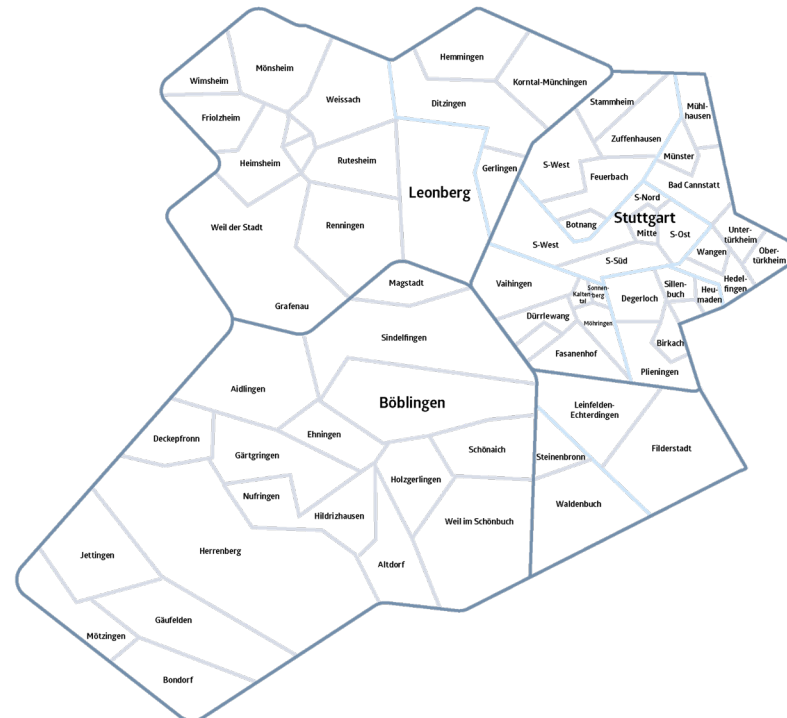 Hemmingen
Mönsheim
Wimsheim
Korntal-Münchingen
Weissach
Ditzingen
Stammheim
Mühl-
hausen
Friolzheim
Zuffenhausen
Münster
Heimsheim
Rutesheim
S-West
Gerlingen
Feuerbach
Bad Cannstatt
Leonberg
S-Nord
Stuttgart
Botnang
Mitte
S-Ost
Unter-
türkheim
Weil der Stadt
Renningen
S-West
Wangen
Ober-
türkheim
S-Süd
Magstadt
Vaihingen
Sonnen-
berg
Kalten-
tal
Degerloch
Sillen-
buch
Heu-
maden
Hedel-
fingen
Grafenau
Dürrlewang
Möhringen
Sindelfingen
Birkach
Fasanenhof
Plieningen
Aidlingen
Böblingen
Leinfelden-
Echterdingen
Deckepfronn
Ehningen
Schönaich
Filderstadt
Gärtgringen
Steinenbronn
Holzgerlingen
Nufringen
Waldenbuch
Hildrizhausen
Weil im Schönbuch
Jettingen
Herrenberg
Altdorf
Gäufelden
Mötzingen
Bondorf